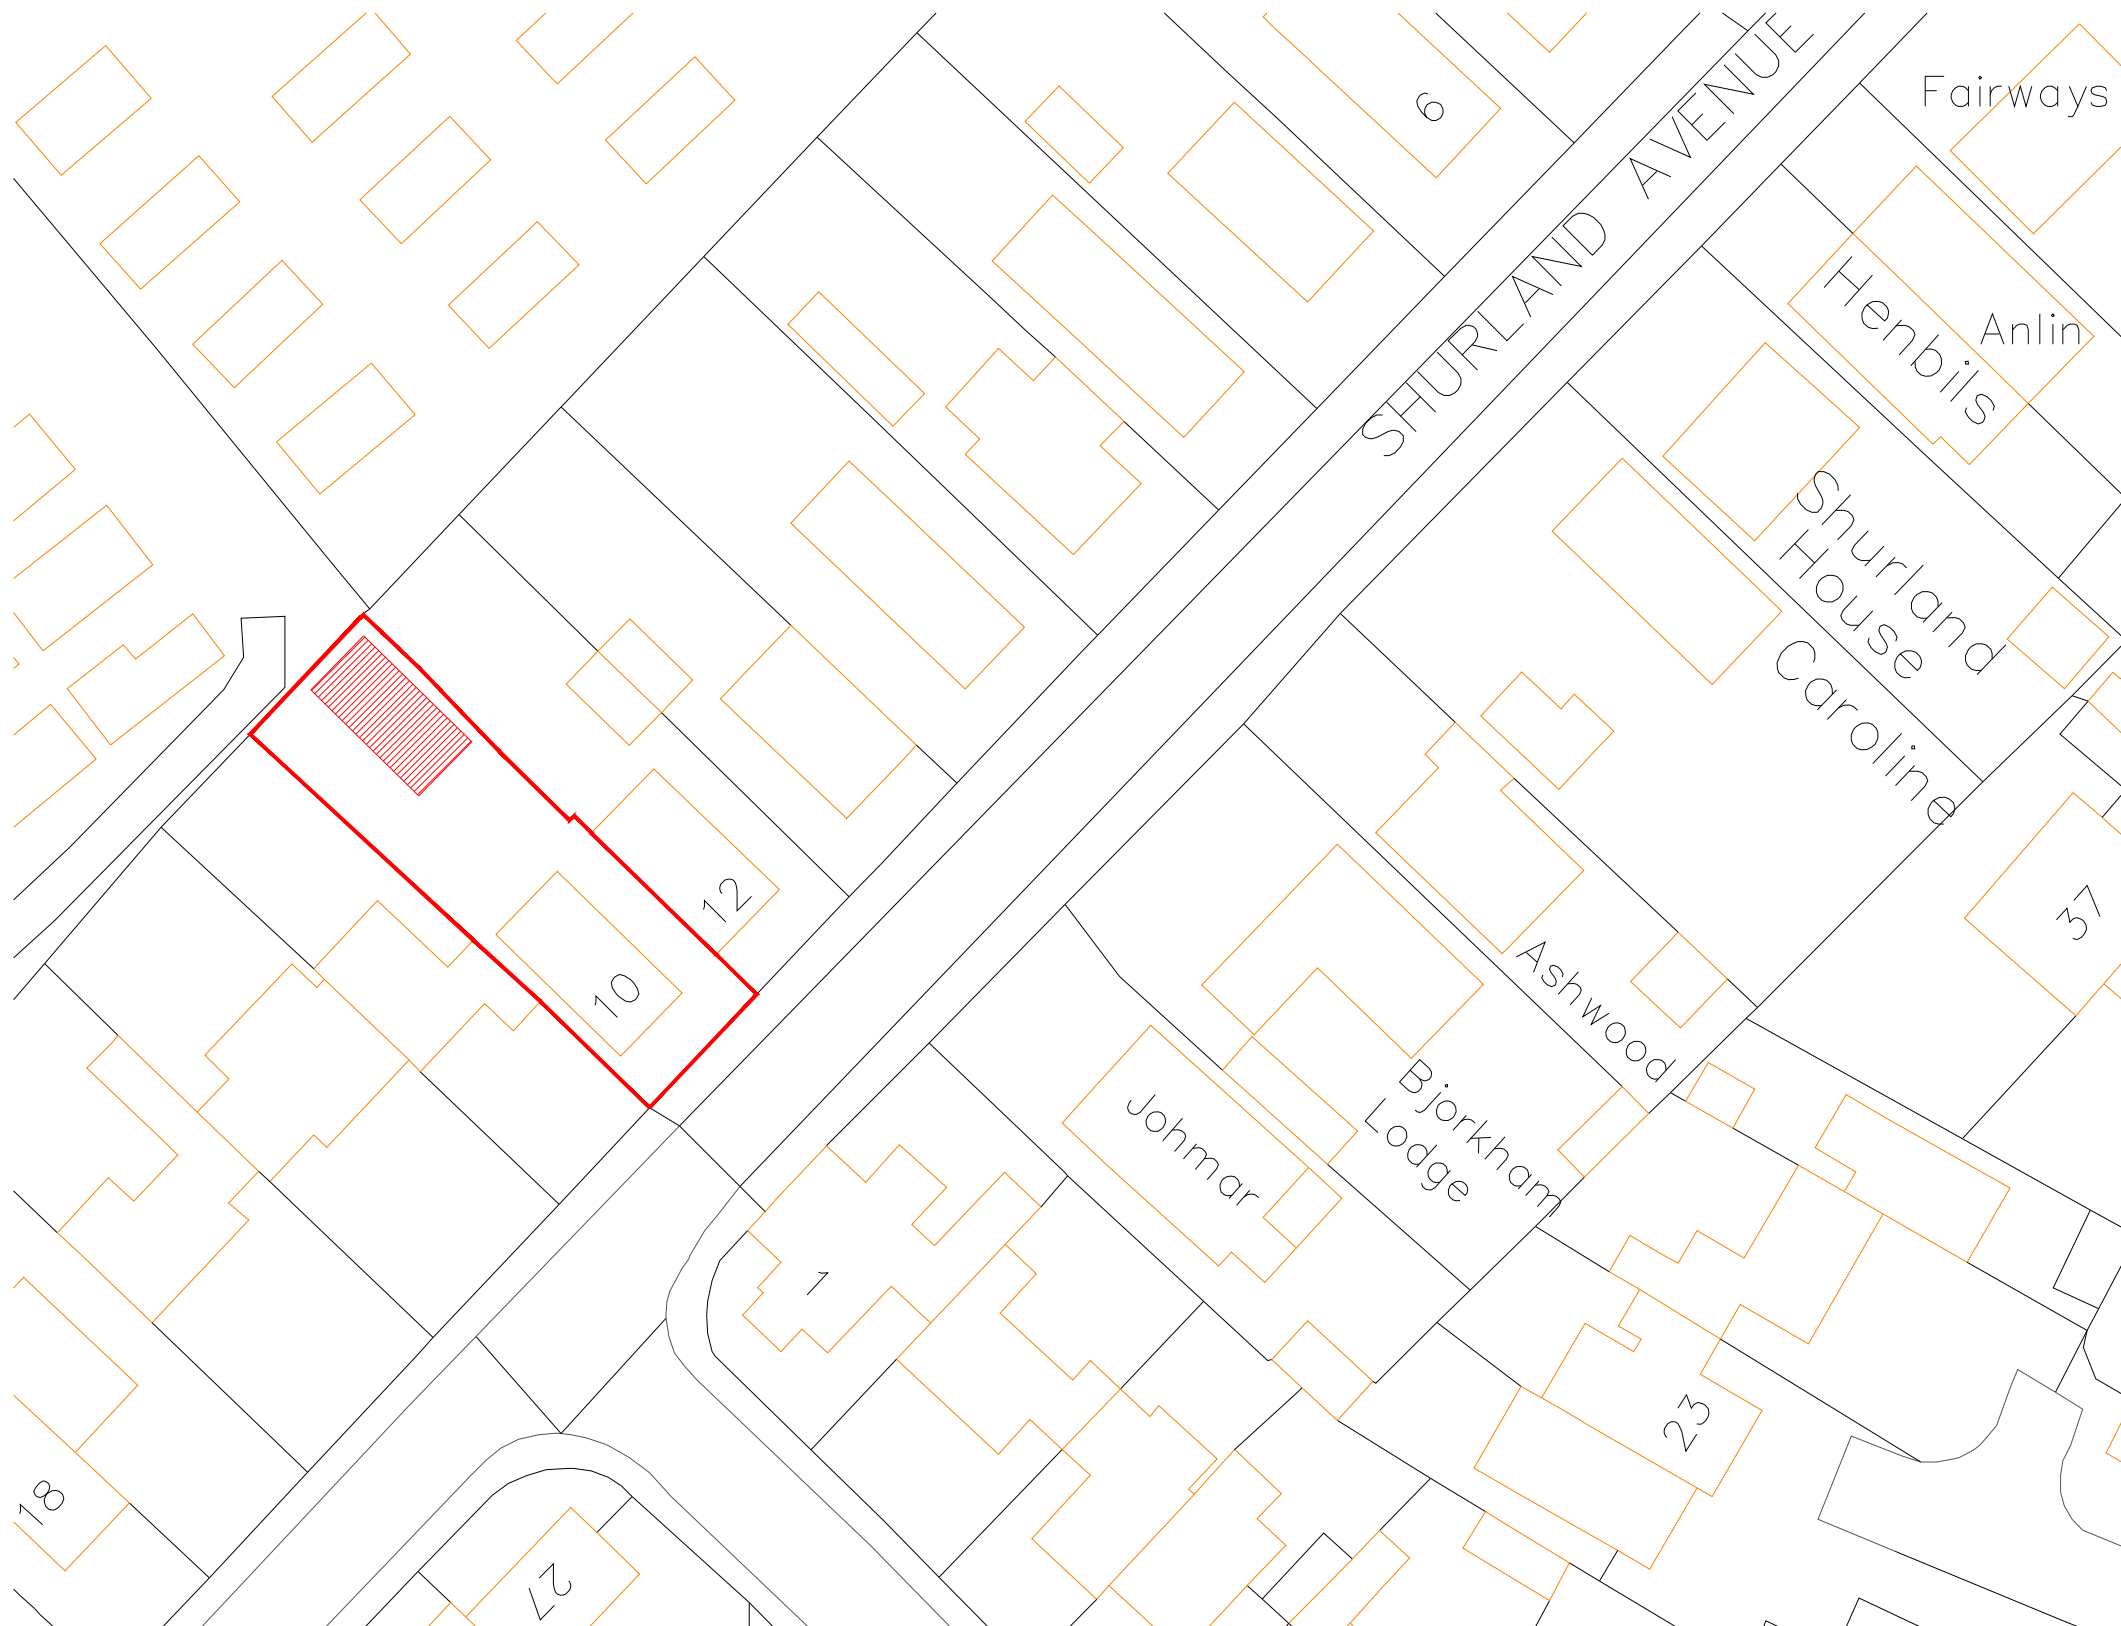 Fairways
6
SHURLAND AVENUE
Henbils
Anlin
Shurland
House
Caroline
12
10
37
Ashwood
Bjorkham
Lodge
Johmar
1
23
18
27